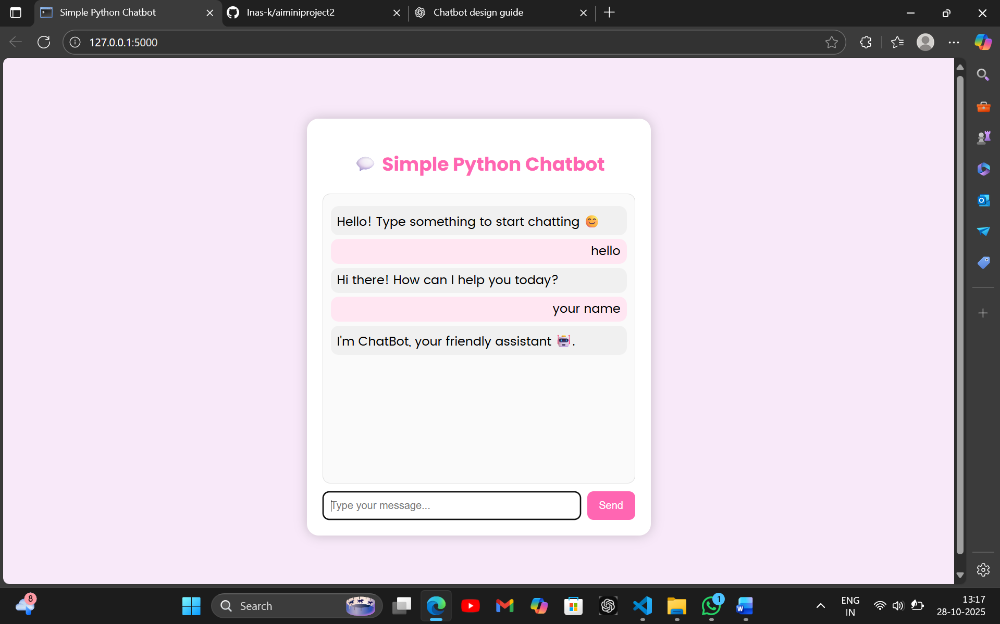 Simple Python Chatbot
Inas-k/aiminiproject2
Chatbot design guide
127.0.0.1:5000
Simple Python Chatbot
Hello! Type something to start chatting 😊
hello
Hi there! How can I help you today?
your name
I'm ChatBot, your friendly assistant 🤖.
Type your message...
Send
8
Search
1
ENG
IN
13:17
28-10-2025